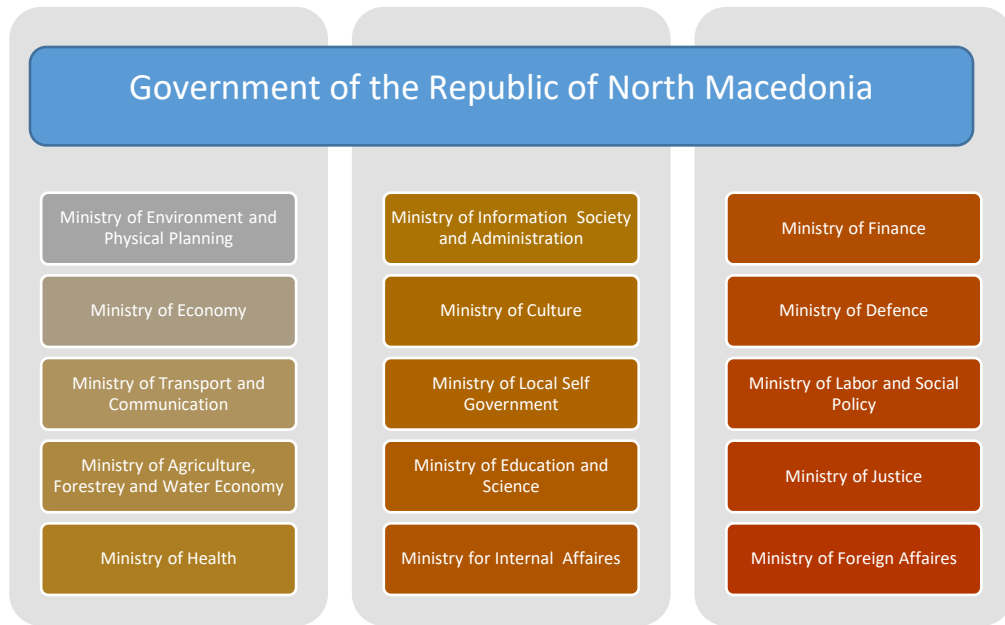 Government of the Republic of North Macedonia
Ministry of Environment and
Physical Planning
Ministry of Economy
Ministry of Transport and
Communication
Ministry of Agriculture,
Forestrey and Water Economy
Ministry of Health
Ministry of Information Society
and Administration
Ministry of Culture
Ministry of Local Self
Government
Ministry of Education and
Science
Ministry for Internal Affaires
Ministry of Finance
Ministry of Defence
Ministry of Labor and Social
Policy
Ministry of Justice
Ministry of Foreign Affaires